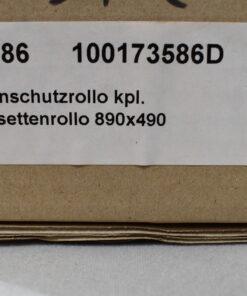 86 100173586D
nschutzrollo kpl.
settenrollo 890x490